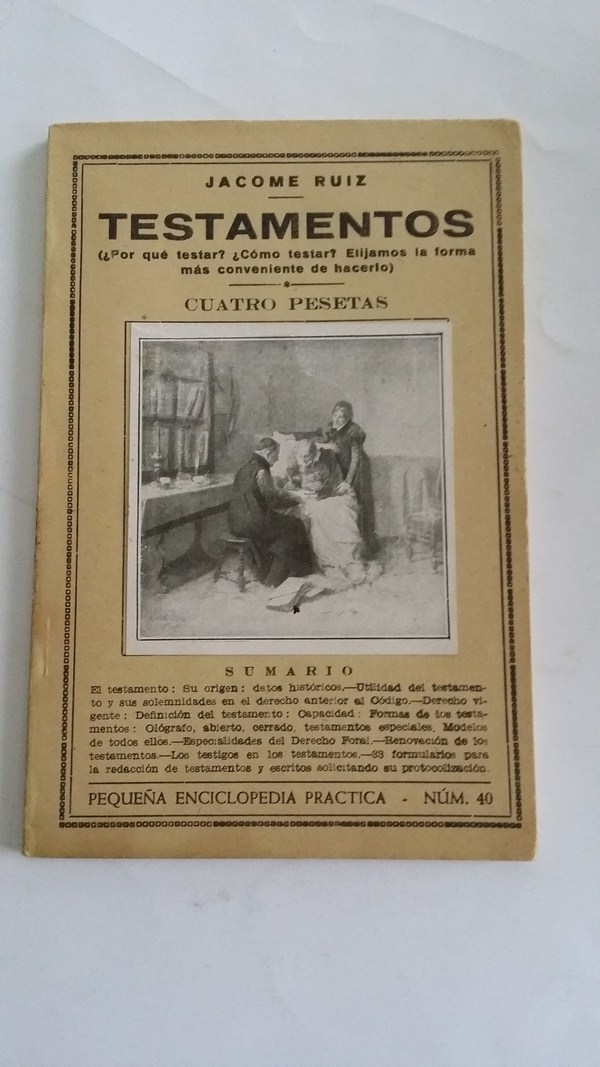 JACOME RUIZ
TESTAMENTOS
(¿Por qué testar? ¿Cómo testar? Elijamos la forma
más conveniente de hacerlo)
CUATRO PESETAS
SUMARIO
El testamento: Su origen: datos históricos.—Utilidad del testamen-
to y sus solemnidades en el derecho anterior al Código.—Derecho vi-
gente: Definición del testamento: Capacidad: Formas de los testa-
mentos: Ológrafo, abierto, cerrado, testamentos especiales, Modelos
de todos ellos.—Especialidades del Derecho Foral.—Renovación de los
testamentos.—Los testigos en los testamentos.—33 formularios para
la redacción de testamentos y escritos solicitando su protocolización.
PEQUEÑA ENCICLOPEDIA PRACTICA - NÚM. 40